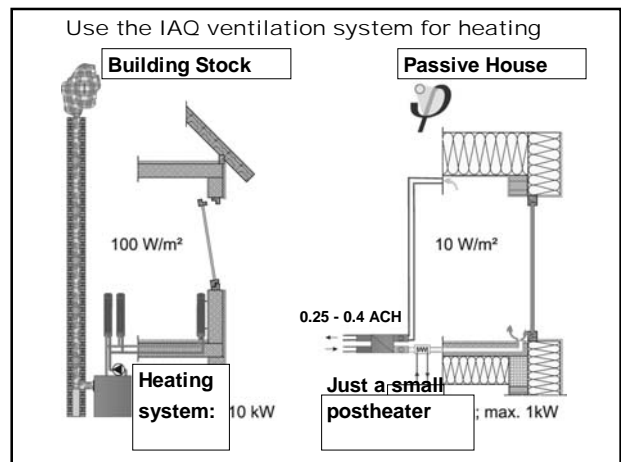 Use the IAQ ventilation system for heating
Building Stock
Passive House
100 W/m²
10 W/m²
0.25 - 0.4 ACH
Heating
system:
10 kW
Just a small
postheater
; max. 1kW